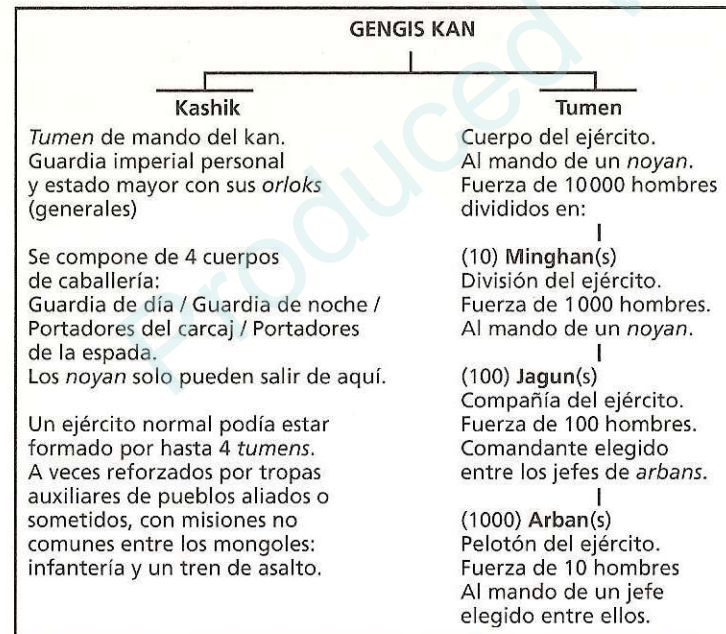 GENGIS KAN
Kashik
Tumen de mando del kan.
Guardia imperial personal
y estado mayor con sus orloks
(generales)
Se compone de 4 cuerpos
de caballería:
Guardia de día / Guardia de noche /
Portadores del carcaj / Portadores
de la espada.
Los noyan solo pueden salir de aquí.
Un ejército normal podía estar
formado por hasta 4 tumens.
A veces reforzados por tropas
auxiliares de pueblos aliados o
sometidos, con misiones no
comunes entre los mongoles:
infantería y un tren de asalto.
Tumen
Cuerpo del ejército.
Al mando de un noyan.
Fuerza de 10 000 hombres
divididos en:
(10) Minghan(s)
División del ejército.
Fuerza de 1 000 hombres.
Al mando de un noyan.
(100) Jagun(s)
Compañía del ejército.
Fuerza de 100 hombres.
Comandante elegido
entre los jefes de arbans.
(1000) Arban(s)
Pelotón del ejército.
Fuerza de 10 hombres
Al mando de un jefe
elegido entre ellos.
Produced